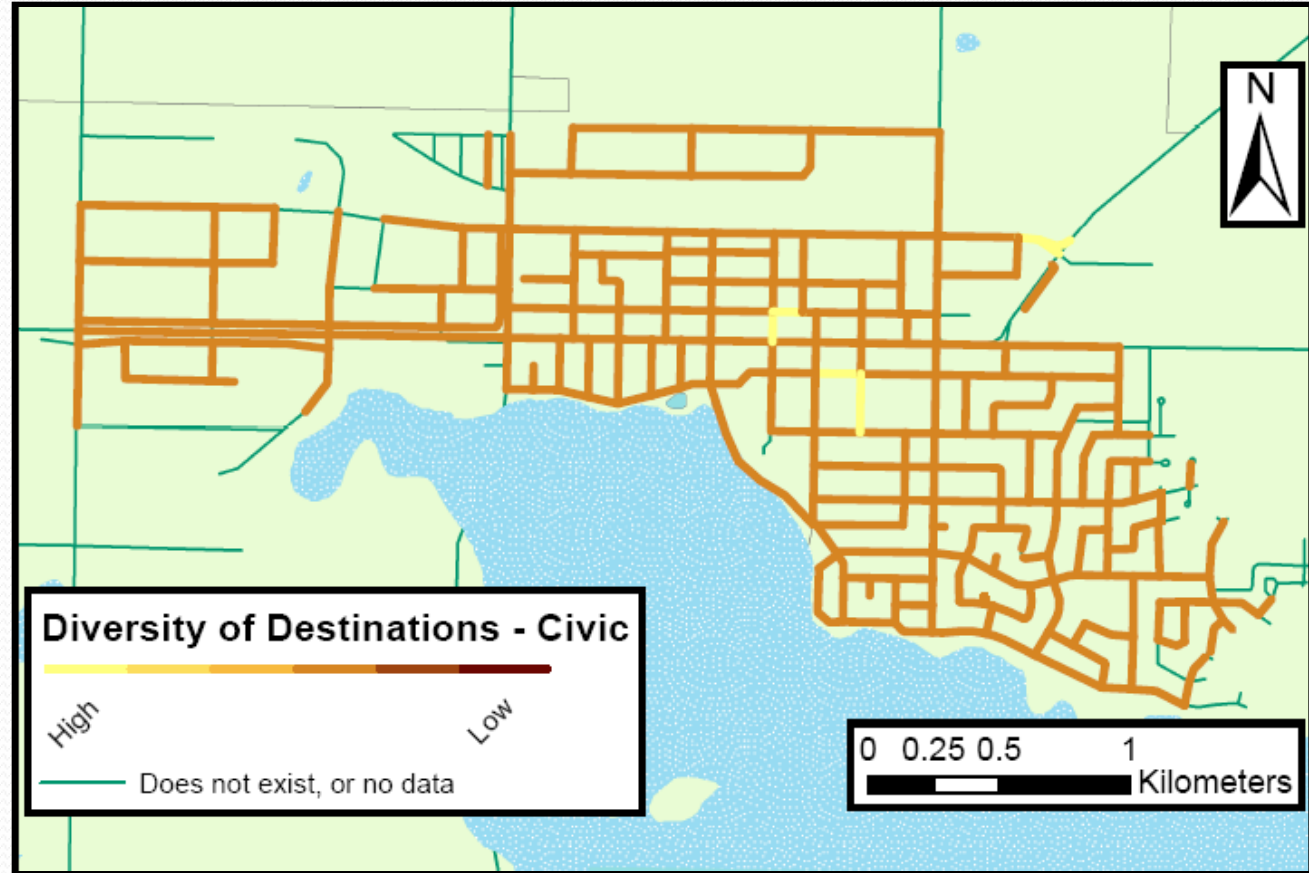 N
Diversity of Destinations - Civic
High
Low
Does not exist, or no data
0 0.25 0.5 1
Kilometers